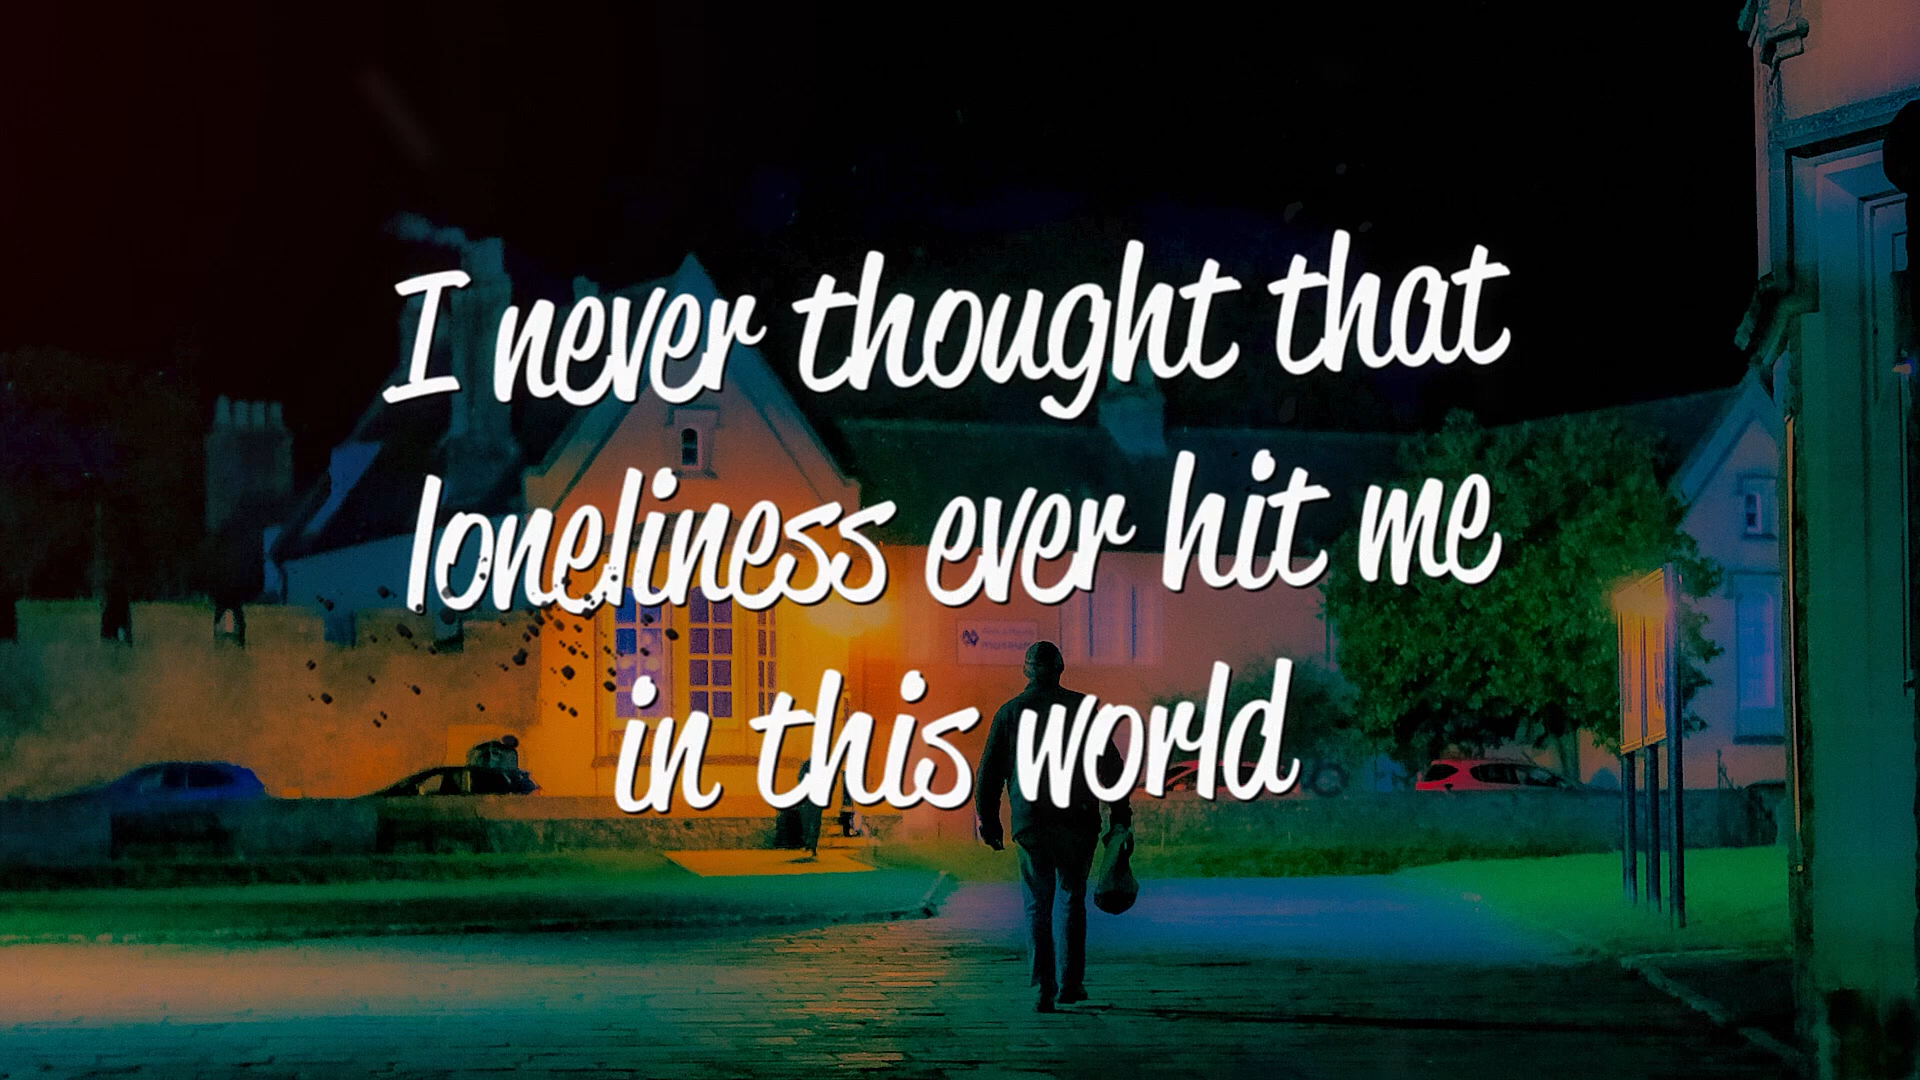 I never thought that
loneliness ever hit me
in this world